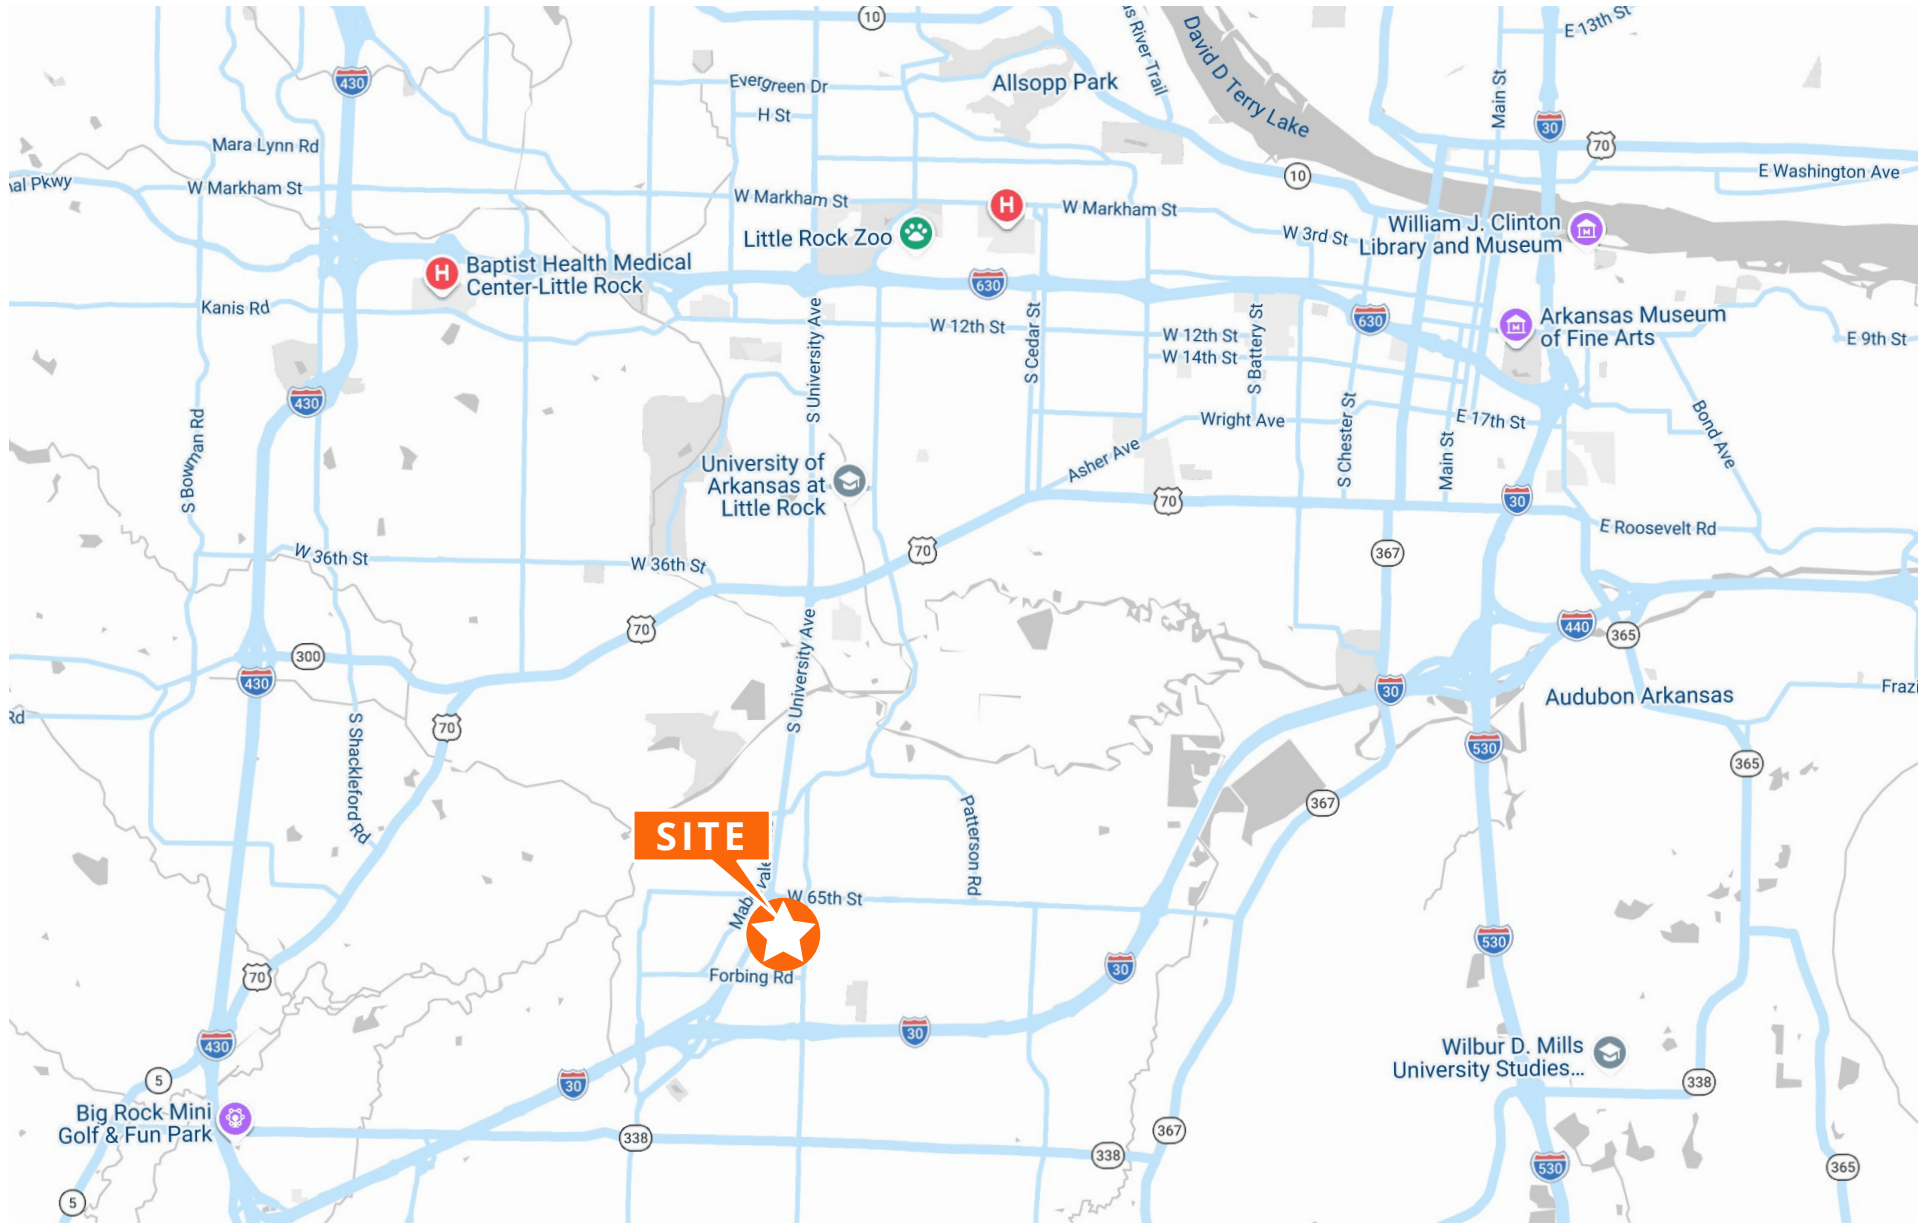 10
E 13th St
430
Evergreen Dr
Allsopp Park
River Trail
David D Terry Lake
Main St
H St
30
70
Mara Lynn Rd
E Washington Ave
Pkwy
W Markham St
W Markham St
H
W Markham St
10
William J. Clinton
Library and Museum
Little Rock Zoo
W 3rd St
H
Baptist Health Medical
Center-Little Rock
630
Kanis Rd
S University Ave
W 12th St
S Cedar St
W 12th St
W 14th St
S Battery St
630
Arkansas Museum
of Fine Arts
E 9th St
430
S Bowman Rd
Wright Ave
S Chester St
E 17th St
Main St
Bond Ave
Asher Ave
University of
Arkansas at
Little Rock
70
30
E Roosevelt Rd
W 36th St
W 36th St
70
367
70
S University Ave
440
365
300
430
30
Audubon Arkansas
Rd
70
S Shackleford Rd
530
365
367
SITE
Patterson Rd
W 65th St
Forbing Rd
70
30
530
430
30
30
5
Wilbur D. Mills
University Studies...
338
Big Rock Mini
Golf & Fun Park
338
338
367
530
365
5